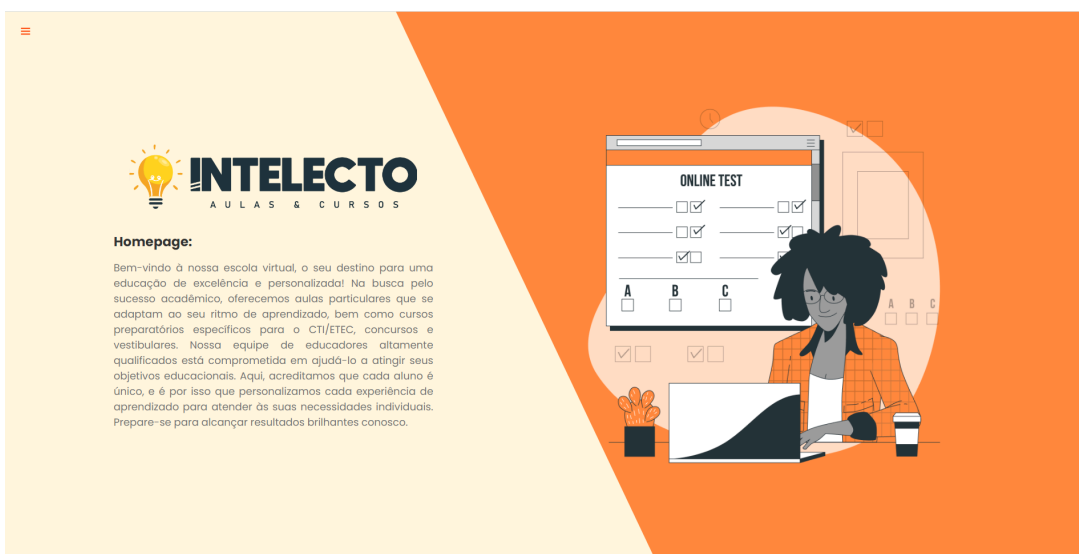 INTELECTO
AULAS & CURSOS
Homepage:
Bem-vindo à nossa escola virtual, o seu destino para uma
educação de excelência e personalizada! Na busca pelo
sucesso acadêmico, oferecemos aulas particulares que se
adaptam ao seu ritmo de aprendizado, bem como cursos
preparatórios específicos para o CTI/ETEC, concursos e
vestibulares. Nossa equipe de educadores altamente
qualificados está comprometida em ajudá-lo a atingir seus
objetivos educacionais. Aqui, acreditamos que cada aluno é
único, e é por isso que personalizamos cada experiência de
aprendizado para atender às suas necessidades individuais.
Prepare-se para alcançar resultados brilhantes conosco.
ONLINE TEST
A B C
A B C